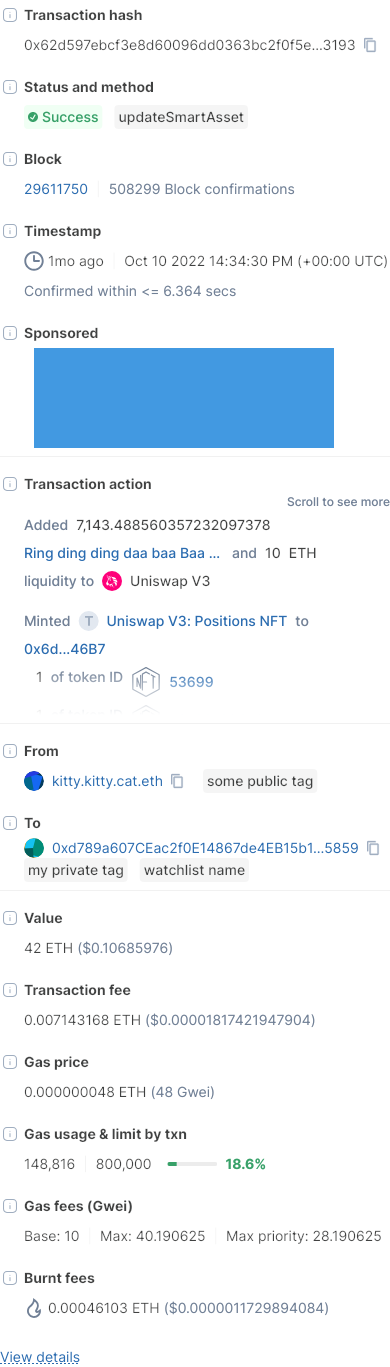 Transaction hash
0x62d597ebcf3e8d60096dd0363bc2f0f5e...3193
Status and method
Success updateSmartAsset
Block
29611750 508299 Block confirmations
Timestamp
1mo ago Oct 10 2022 14:34:30 PM (+00:00 UTC)
Confirmed within <= 6.364 secs
Sponsored
Transaction action
Scroll to see more
Added 7,143.488560357232097378
Ring ding ding daa baa Baa ... and 10 ETH
liquidity to Uniswap V3
Minted T Uniswap V3: Positions NFT to
0x6d...46B7
1 of token ID NFT 53699
From
kitty.kitty.cat.eth some public tag
To
0xd789a607CEac2f0E14867de4EB15b1...5859
my private tag watchlist name
Value
42 ETH ($0.10685976)
Transaction fee
0.007143168 ETH ($0.00001817421947904)
Gas price
0.000000048 ETH (48 Gwei)
Gas usage & limit by txn
148,816 800,000 18.6%
Gas fees (Gwei)
Base: 10 Max: 40.190625 Max priority: 28.190625
Burnt fees
0.00046103 ETH ($0.0000011729894084)
View details